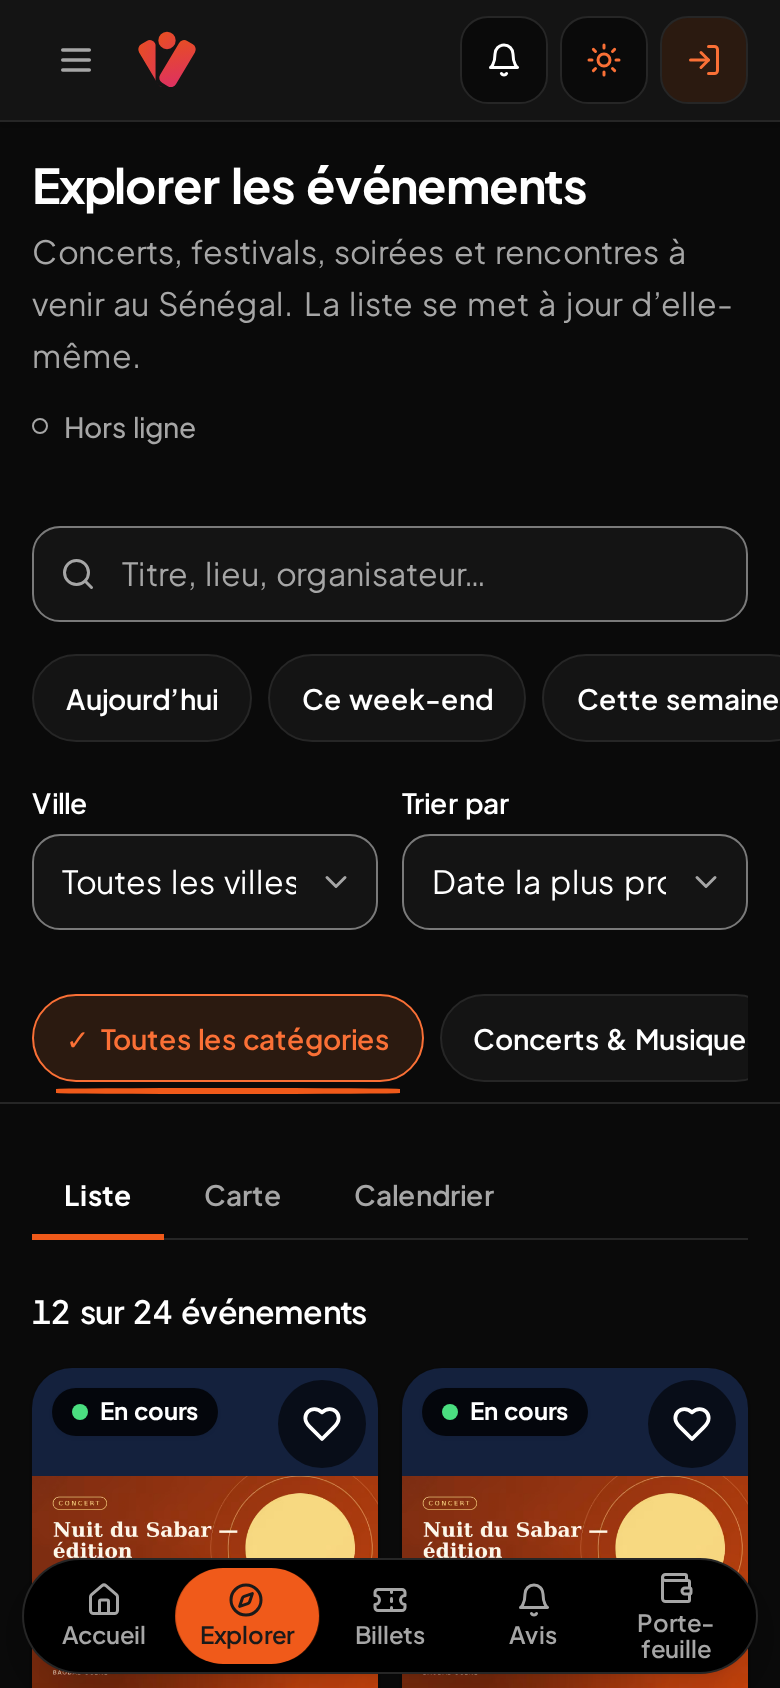 Explorer les événements
Concerts, festivals, soirées et rencontres à
venir au Sénégal. La liste se met à jour d’elle-
même.
Hors ligne
Titre, lieu, organisateur…
Aujourd’hui
Ce week-end
Cette semaine
Ville
Trier par
Toutes les villes
Date la plus pro
✓ Toutes les catégories
Concerts & Musique
Liste
Carte
Calendrier
12 sur 24 événements
En cours
En cours
CONCERT
Nuit du Sabar —
édition
CONCERT
Nuit du Sabar —
édition
Accueil
Explorer
Billets
Avis
Porte-
feuille